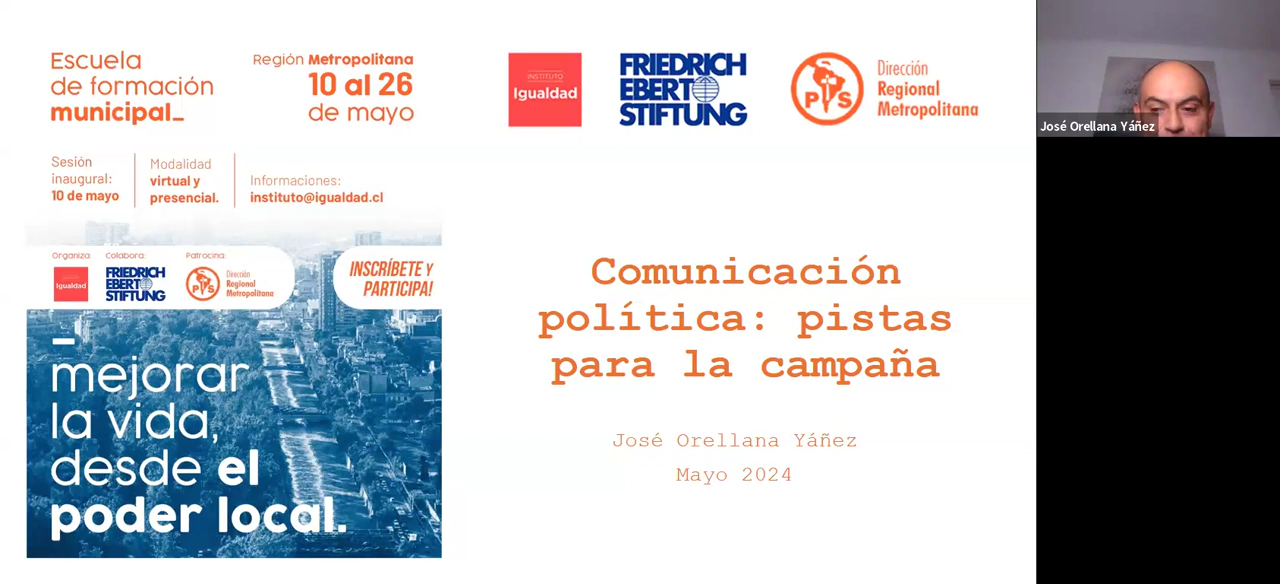 Escuela
de formación
municipal_
Región Metropolitana
10 al 26
de mayo
Sesión
inaugural:
10 de mayo
Modalidad
virtual y
presencial.
Informaciones:
instituto@igualdad.cl
Organiza:
Igualdad
Colabora:
FRIEDRICH
EBERT
STIFTUNG
Patrocina:
PS
Dirección
Regional
Metropolitana
INSCRÍBETE Y
PARTICIPA!
mejorar
la vida,
desde el
poder local.
INSTITUTO
Igualdad
FRIEDRICH
EBERT
STIFTUNG
PS
Dirección
Regional
Metropolitana
Comunicación
política: pistas
para la campaña
José Orellana Yáñez
Mayo 2024
José Orellana Yáñez